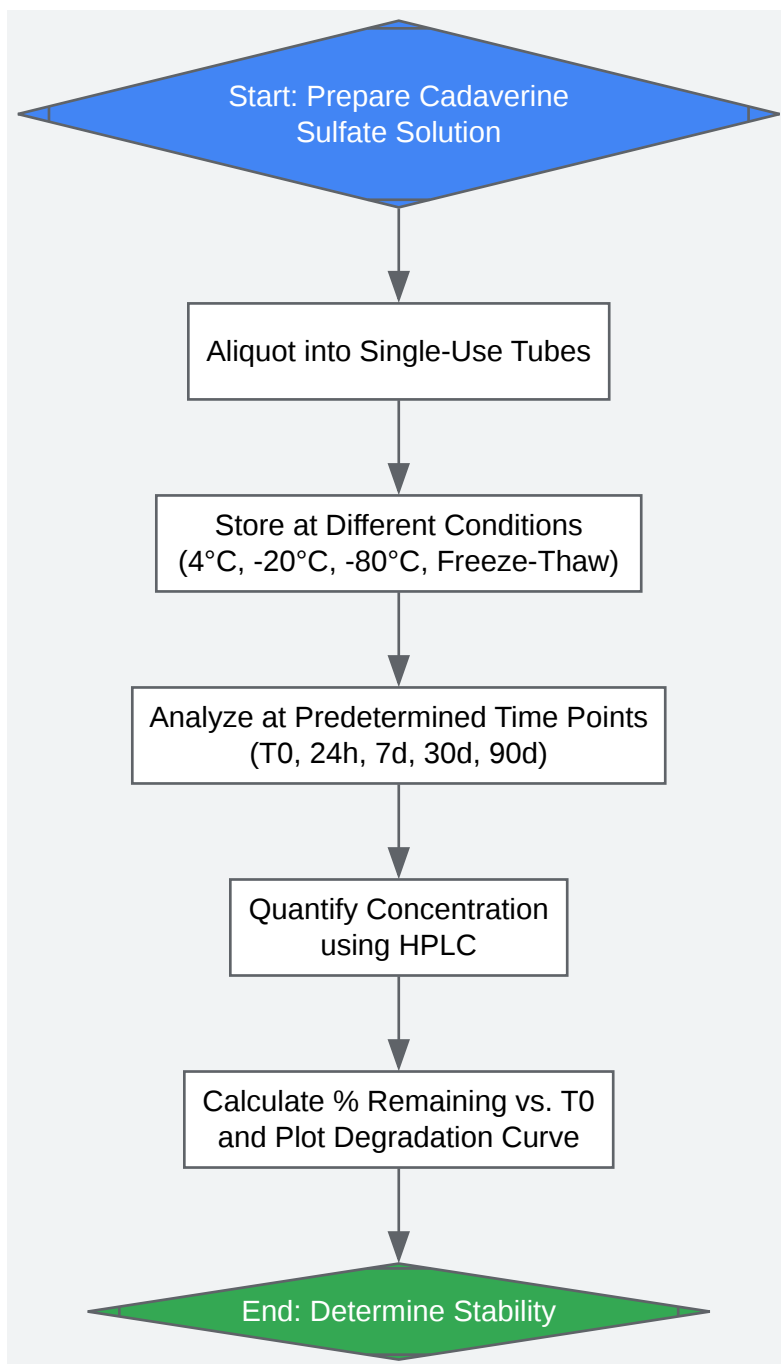 Start: Prepare Cadaverine
Sulfate Solution
Aliquot into Single-Use Tubes
Store at Different Conditions
(4°C, -20°C, -80°C, Freeze-Thaw)
Analyze at Predetermined Time Points
(T0, 24h, 7d, 30d, 90d)
Quantify Concentration
using HPLC
Calculate % Remaining vs. T0
and Plot Degradation Curve
End: Determine Stability